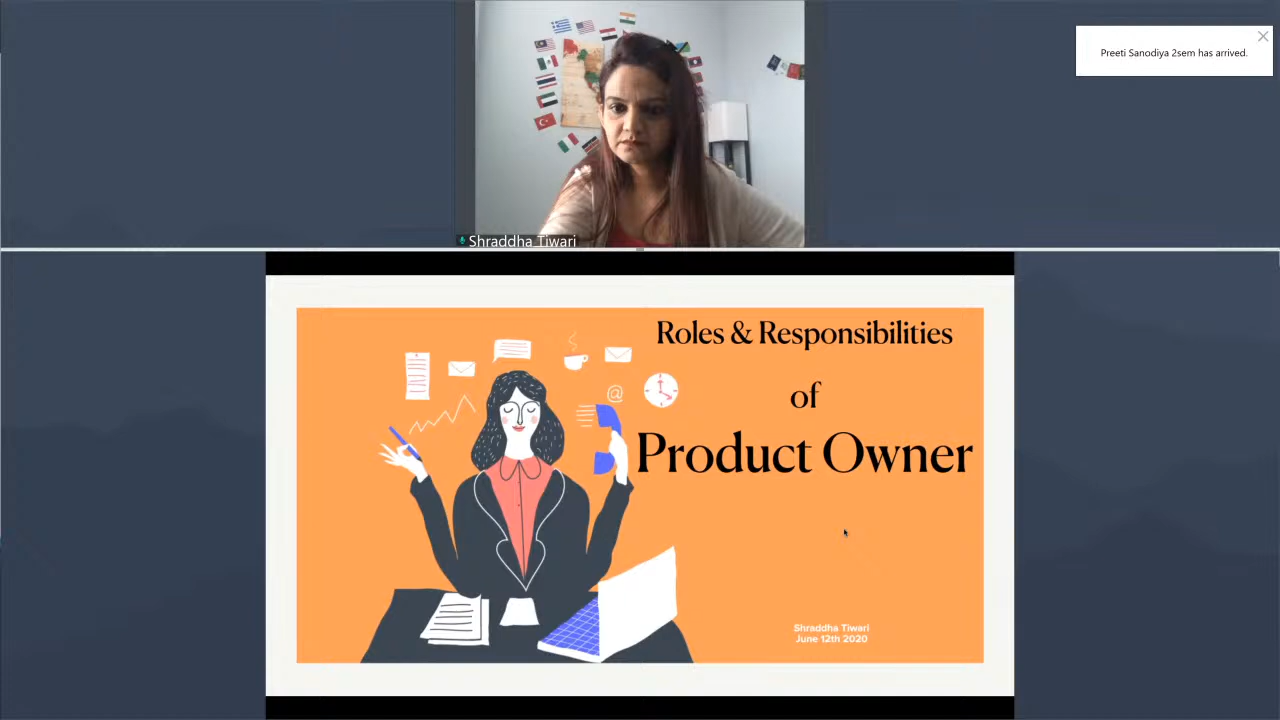 Preeti Sanodiya 2sem has arrived.
Shraddha Tiwari
Roles & Responsibilities
of
Product Owner
@
Shraddha Tiwari
June 12th 2020